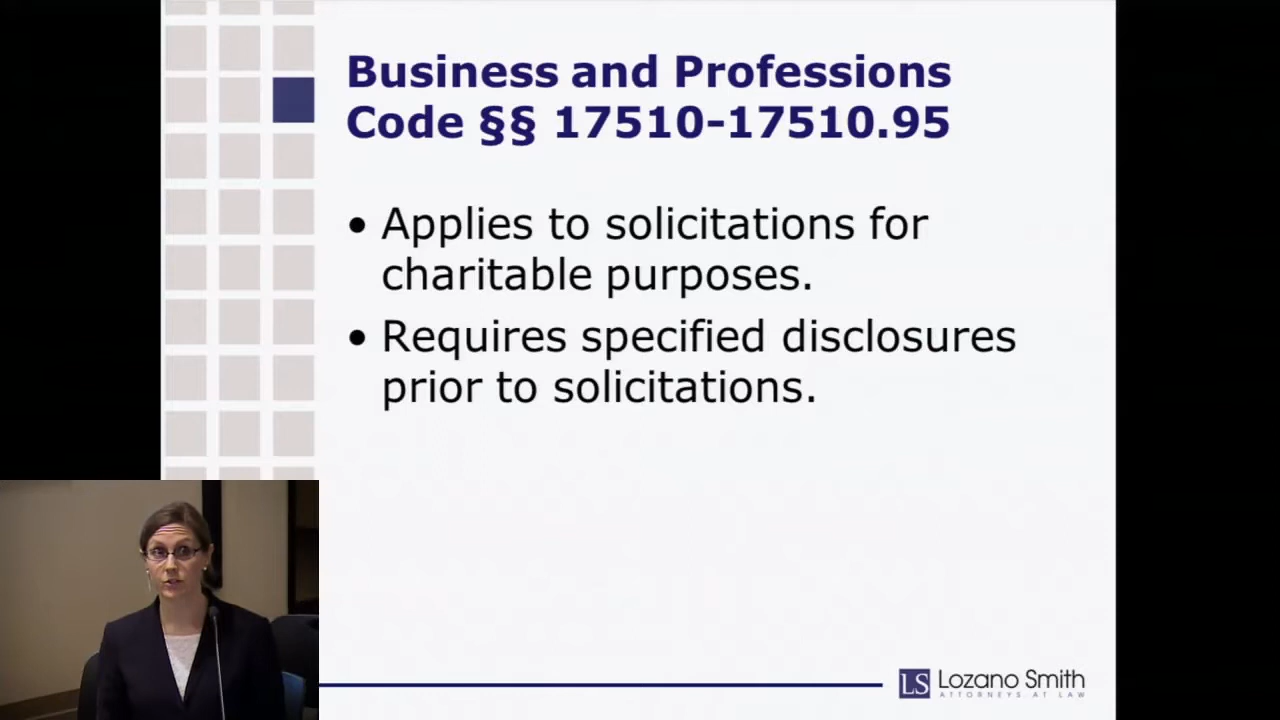 Business and Professions
Code §§ 17510-17510.95
• Applies to solicitations for
charitable purposes.
• Requires specified disclosures
prior to solicitations.
LS Lozano Smith
ATTORNEYS AT LAW